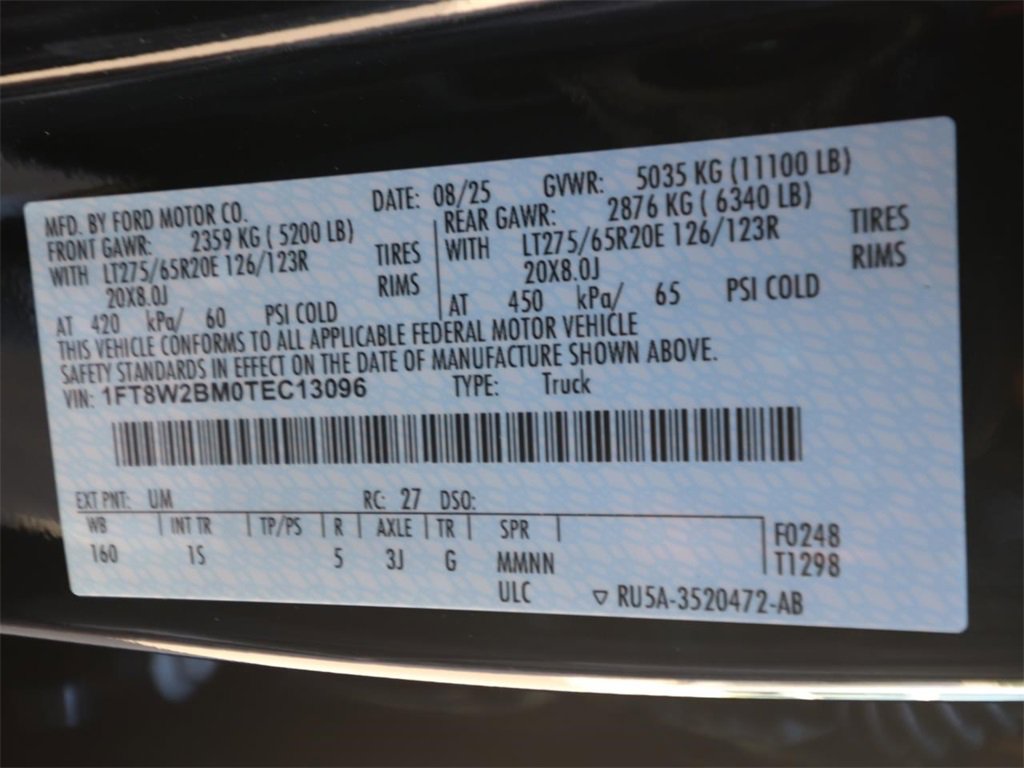 MFD. BY FORD MOTOR CO. DATE: 08/25 GVWR: 5035 KG (11100 LB)
FRONT GAWR: 2359 KG ( 5200 LB) REAR GAWR: 2876 KG ( 6340 LB)
WITH LT275/65R20E 126/123R TIRES WITH LT275/65R20E 126/123R TIRES
20X8.0J RIMS 20X8.0J RIMS
AT 420 kPa/ 60 PSI COLD AT 450 kPa/ 65 PSI COLD
THIS VEHICLE CONFORMS TO ALL APPLICABLE FEDERAL MOTOR VEHICLE
SAFETY STANDARDS IN EFFECT ON THE DATE OF MANUFACTURE SHOWN ABOVE.
VIN: 1FT8W2BM0TEC13096 TYPE: Truck
EXT PNT: UM RC: 27 DSO:
WB INT TR TP/PS R AXLE TR SPR F0248
160 1S 5 3J G MMNN T1298
ULC ▽ RU5A-3520472-AB